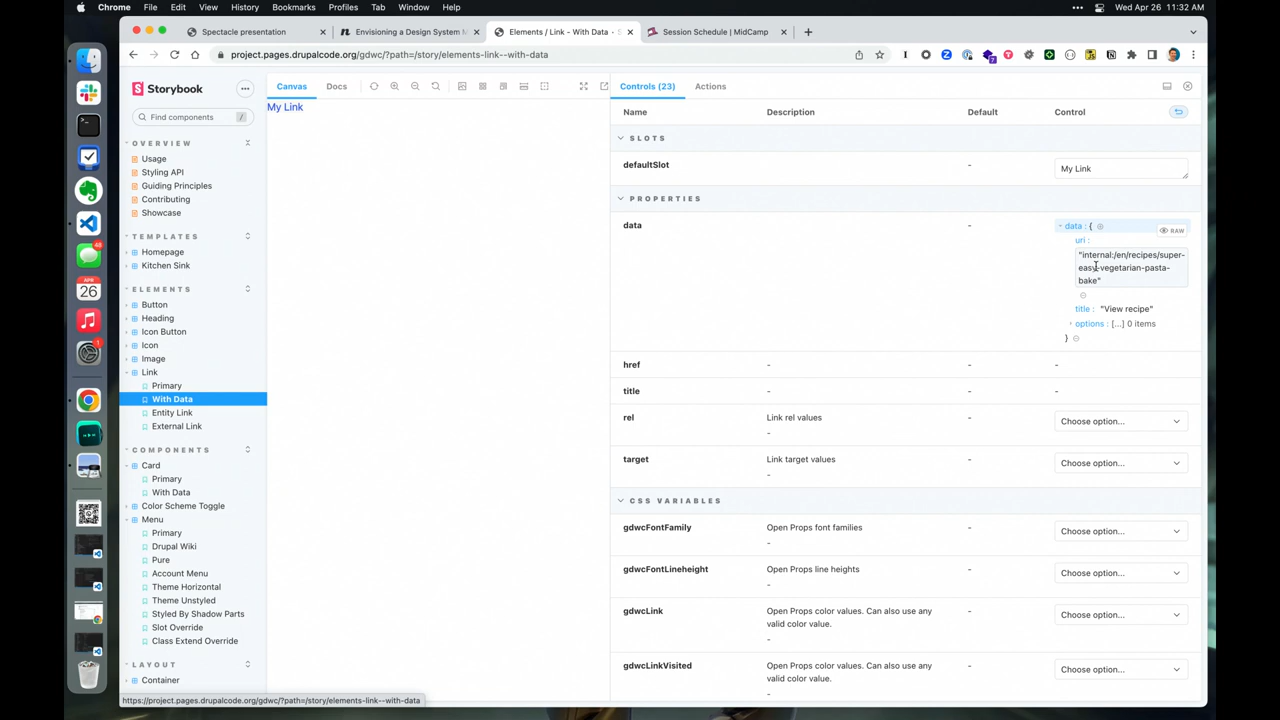 Chrome File Edit View History Bookmarks Profiles Tab Window Help
Wed Apr 26 11:32 AM
Spectacle presentation
Envisioning a Design System M
Elements / Link - With Data - S
Session Schedule | MidCamp
project.pages.drupalcode.org/gdwc/?path=/story/elements-link--with-data
Storybook
Find components /
OVERVIEW
Usage
Styling API
Guiding Principles
Contributing
Showcase
TEMPLATES
Homepage
Kitchen Sink
ELEMENTS
Button
Heading
Icon Button
Icon
Image
Link
Primary
With Data
Entity Link
External Link
COMPONENTS
Card
Primary
With Data
Color Scheme Toggle
Menu
Primary
Drupal Wiki
Pure
Account Menu
Theme Horizontal
Theme Unstyled
Styled By Shadow Parts
Slot Override
Class Extend Override
LAYOUT
Container
https://project.pages.drupalcode.org/gdwc/?path=/story/elements-link--with-data
Canvas Docs
My Link
Controls (23) Actions
Name Description Default Control
SLOTS
defaultSlot - My Link
PROPERTIES
data - data : {
RAW
uri :
"internal:/en/recipes/super-
easy-vegetarian-pasta-
bake"
title : "View recipe"
options : [...] 0 items
}
href - - -
title - - -
rel Link rel values - Choose option...
-
target Link target values - Choose option...
-
CSS VARIABLES
gdwcFontFamily Open Props font families - Choose option...
-
gdwcFontLineheight Open Props line heights - Choose option...
-
gdwcLink Open Props color values. Can also use any - Choose option...
valid color value.
-
gdwcLinkVisited Open Props color values. Can also use any - Choose option...
valid color value.
-
APR
26